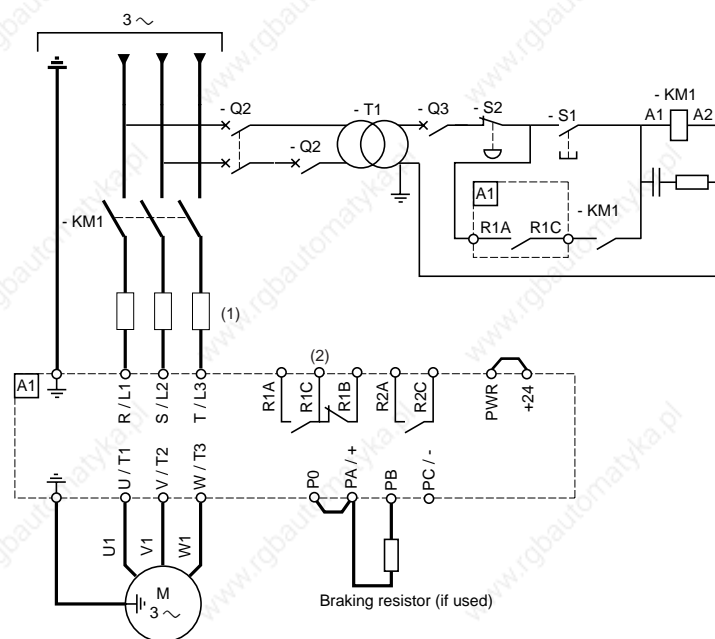 3 ~
- Q2
- T1
- Q3
- S2
- S1
- KM1
A1
A2
- Q2
A1
R1A
R1C
- KM1
- KM1
(1)
(2)
A1
R / L1
S / L2
T / L3
R1A
R1C
R1B
R2A
R2C
PWR
+24
U / T1
V / T2
W / T3
P0
PA / +
PB
PC / -
U1
V1
W1
M
3 ~
Braking resistor (if used)
www.rgbautomatyka.pl